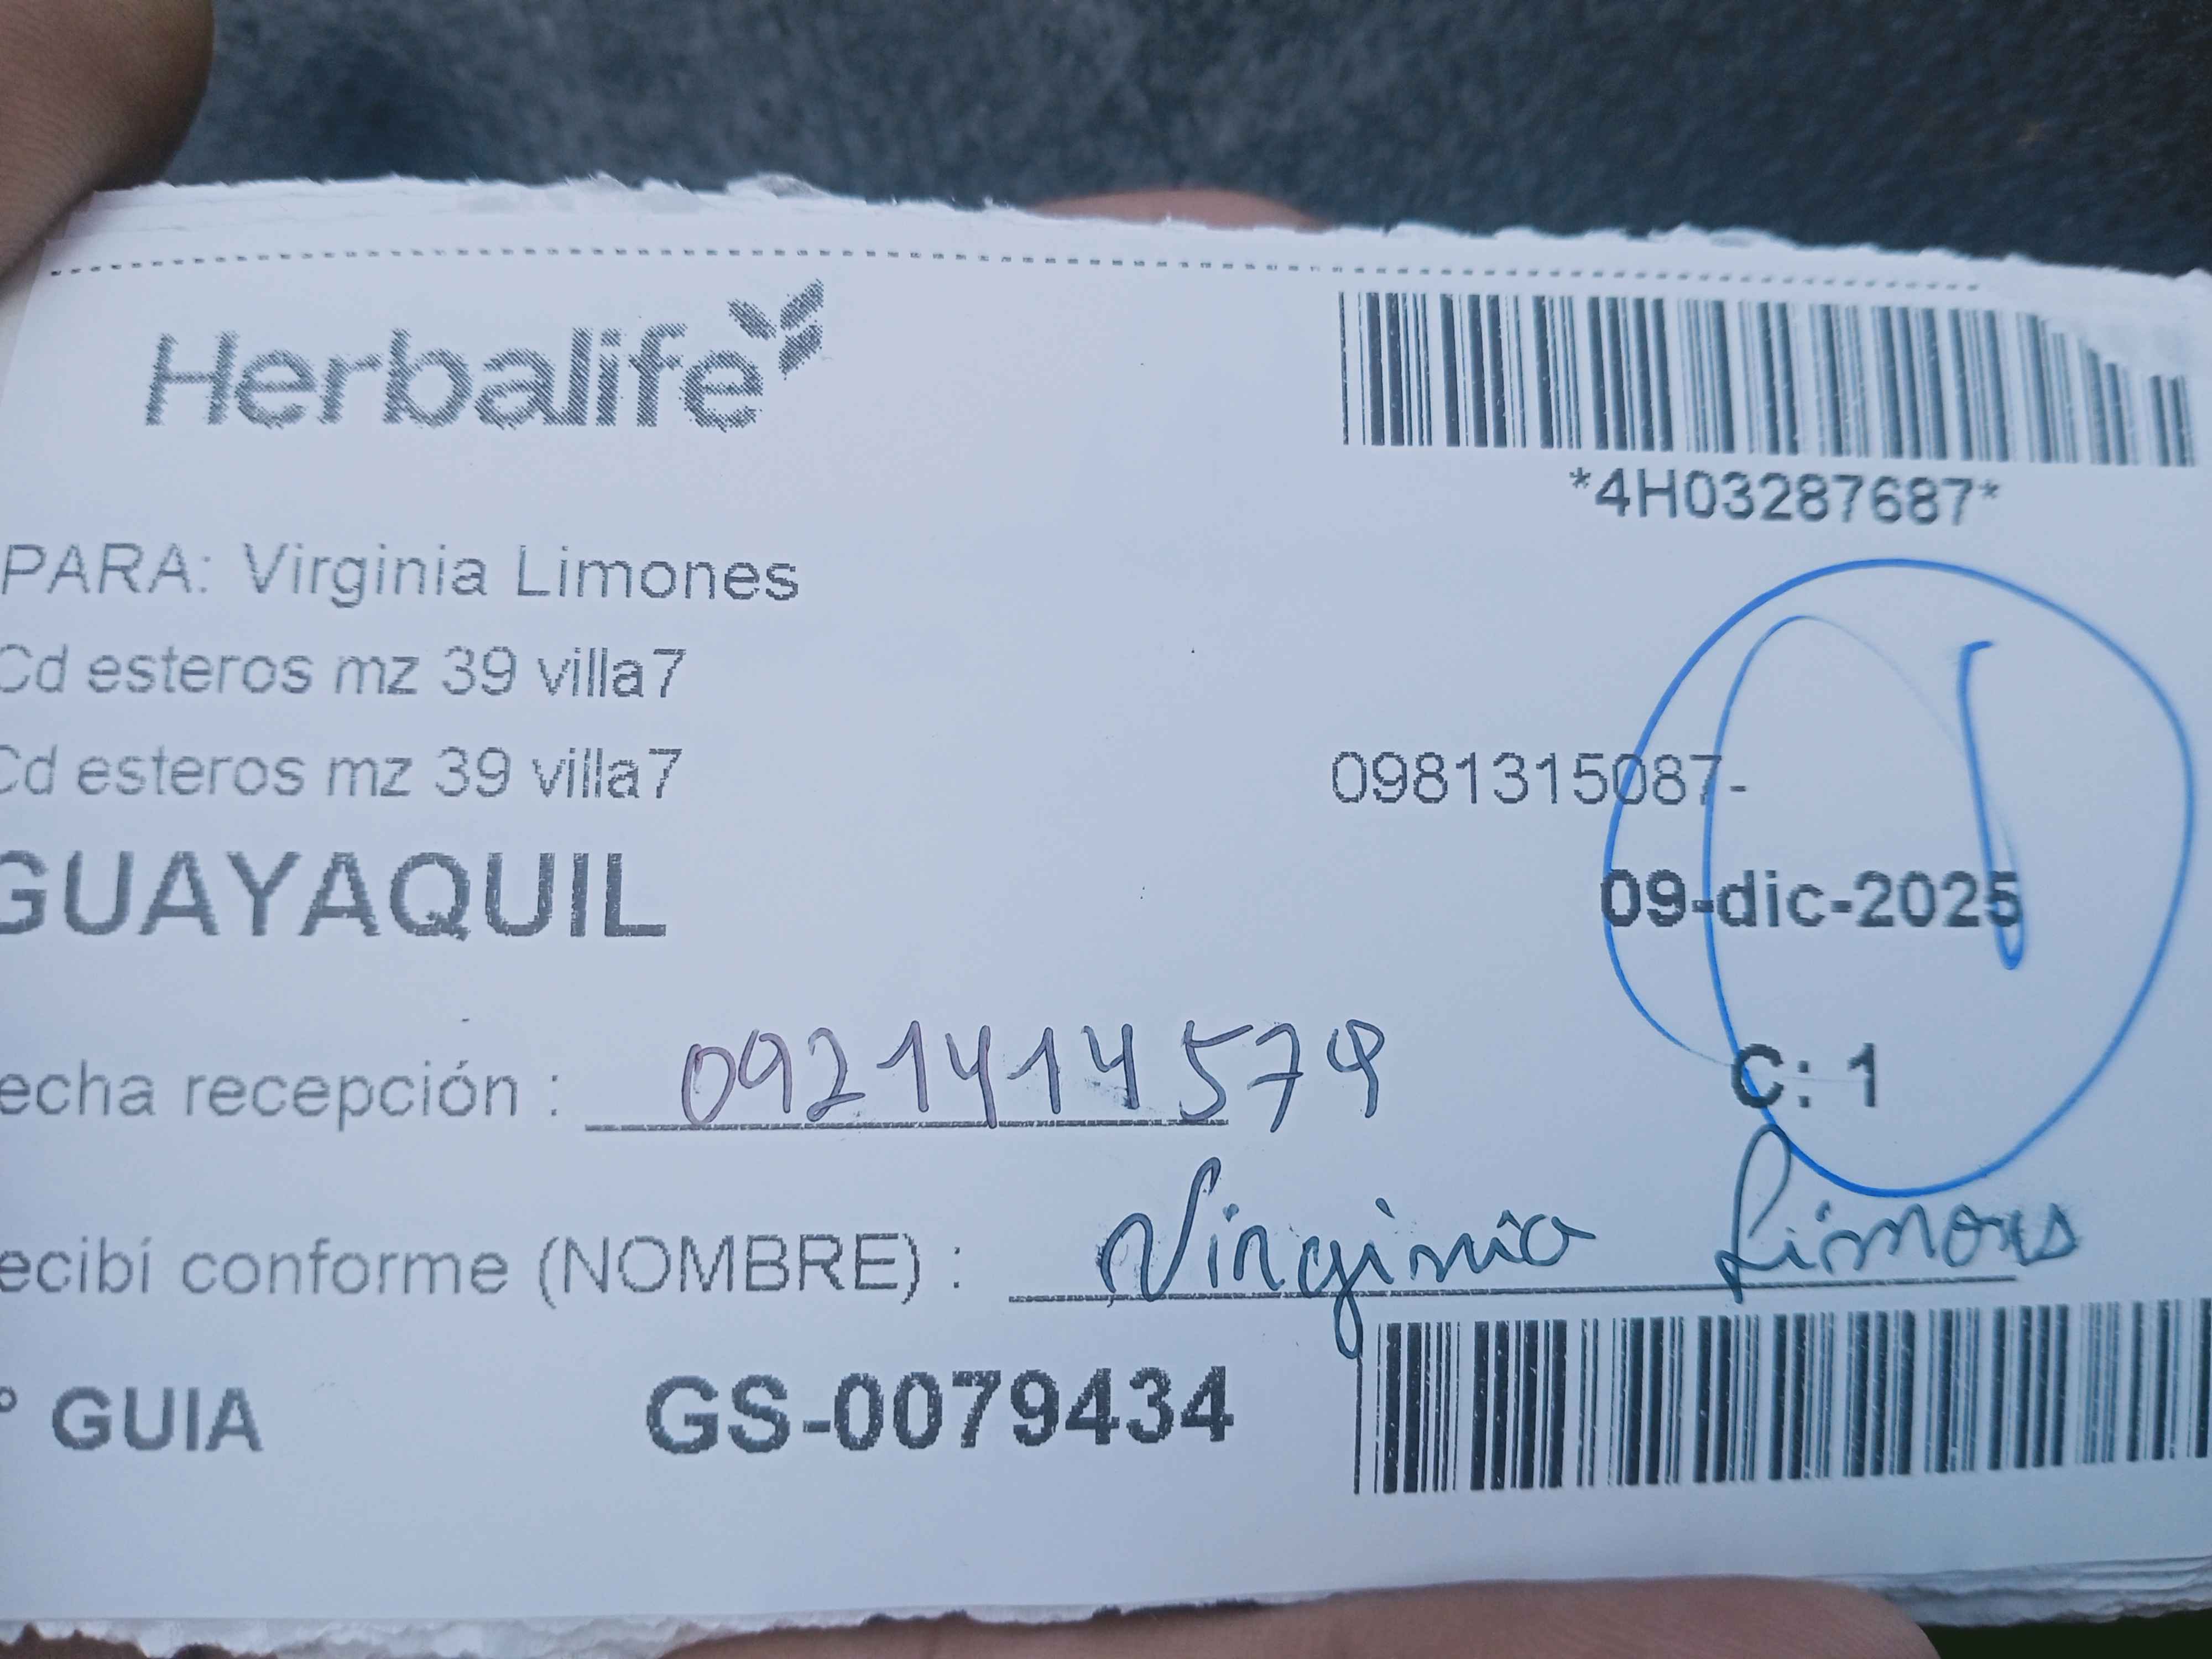 Herbalife
*4H03287687*
PARA: Virginia Limones
Cd esteros mz 39 villa7
Cd esteros mz 39 villa7
0981315087-
GUAYAQUIL
09-dic-2025
echa recepción : 0921414579
C: 1
ecibí conforme (NOMBRE) : Virginia Limones
° GUIA GS-0079434